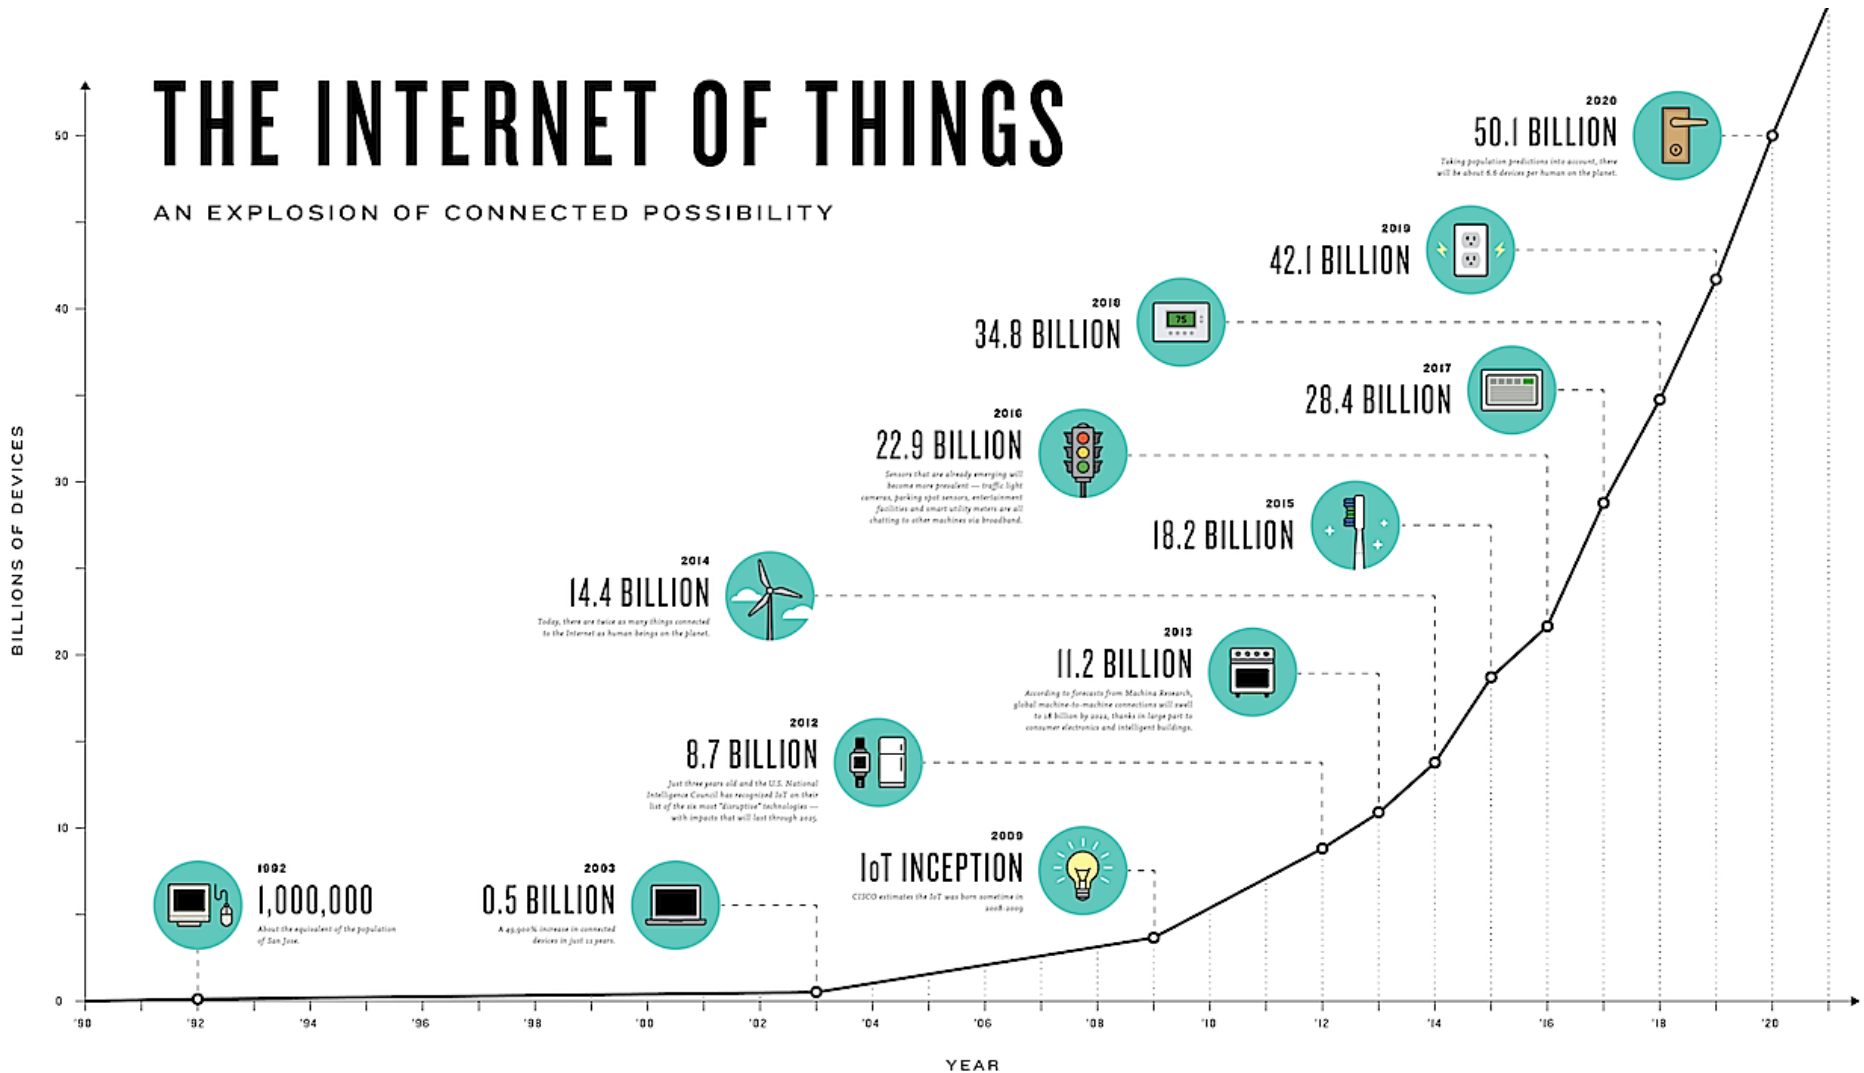 THE INTERNET OF THINGS
AN EXPLOSION OF CONNECTED POSSIBILITY
2020
50.1 BILLION
Taking population predictions into account, there
will be about 6.6 devices per human on the planet.
2019
42.1 BILLION
2018
34.8 BILLION
75
2017
28.4 BILLION
2016
22.9 BILLION
Sensors that are already emerging will
become more prevalent — traffic light
cameras, parking spot sensors, entertainment
facilities and smart utility meters are all
chatting to other machines via broadband.
2015
18.2 BILLION
2014
14.4 BILLION
Today, there are twice as many things connected
to the Internet as human beings on the planet.
2013
11.2 BILLION
According to forecasts from Machina Research,
global machine-to-machine connections will swell
to 18 billion by 2022, thanks in large part to
consumer electronics and intelligent buildings.
2012
8.7 BILLION
Just three years old and the U.S. National
Intelligence Council has recognized IoT on their
list of the six most "disruptive" technologies —
with impacts that will last through 2025.
2009
IoT INCEPTION
CISCO estimates the IoT was born sometime in
2008-2009
2003
0.5 BILLION
A 49,900% increase in connected
devices in just 11 years.
1992
1,000,000
About the equivalent of the population
of San Jose.
BILLIONS OF DEVICES
50
40
30
20
10
0
'90 '92 '94 '96 '98 '00 '02 '04 '06 '08 '10 '12 '14 '16 '18 '20
YEAR